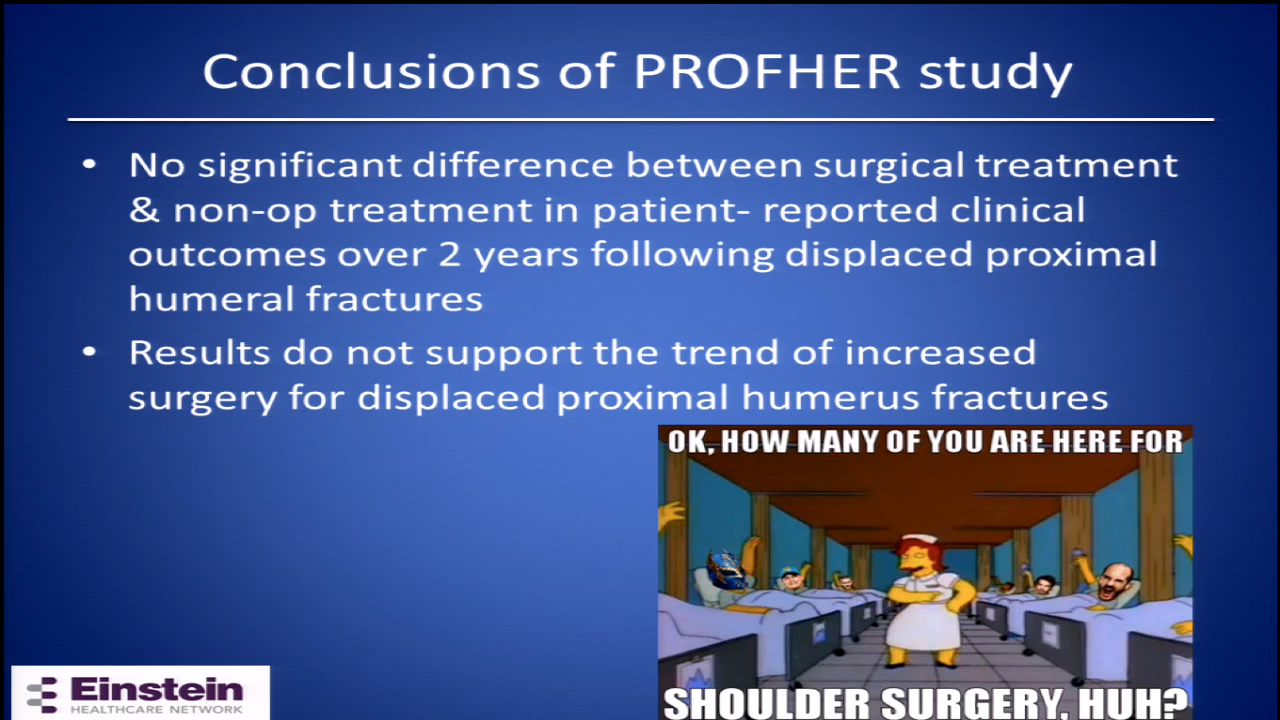 Conclusions of PROFHER study
• No significant difference between surgical treatment
& non-op treatment in patient- reported clinical
outcomes over 2 years following displaced proximal
humeral fractures
• Results do not support the trend of increased
surgery for displaced proximal humerus fractures
OK, HOW MANY OF YOU ARE HERE FOR
SHOULDER SURGERY, HUH?
Einstein
HEALTHCARE NETWORK